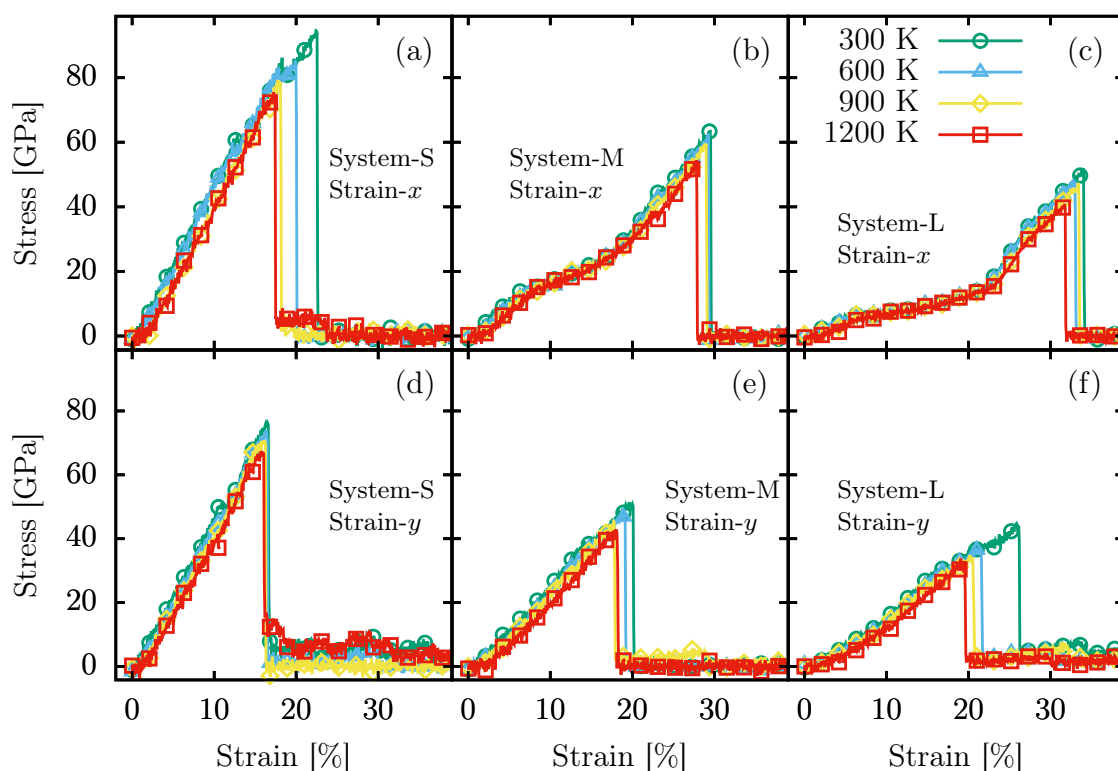 (a)
(b)
(c)
300 K
600 K
900 K
1200 K
System-S
Strain-x
System-M
Strain-x
System-L
Strain-x
Stress [GPa]
80
60
40
20
0
(d)
(e)
(f)
System-S
Strain-y
System-M
Strain-y
System-L
Strain-y
Stress [GPa]
80
60
40
20
0
0 10 20 30
0 10 20 30
0 10 20 30
Strain [%]
Strain [%]
Strain [%]